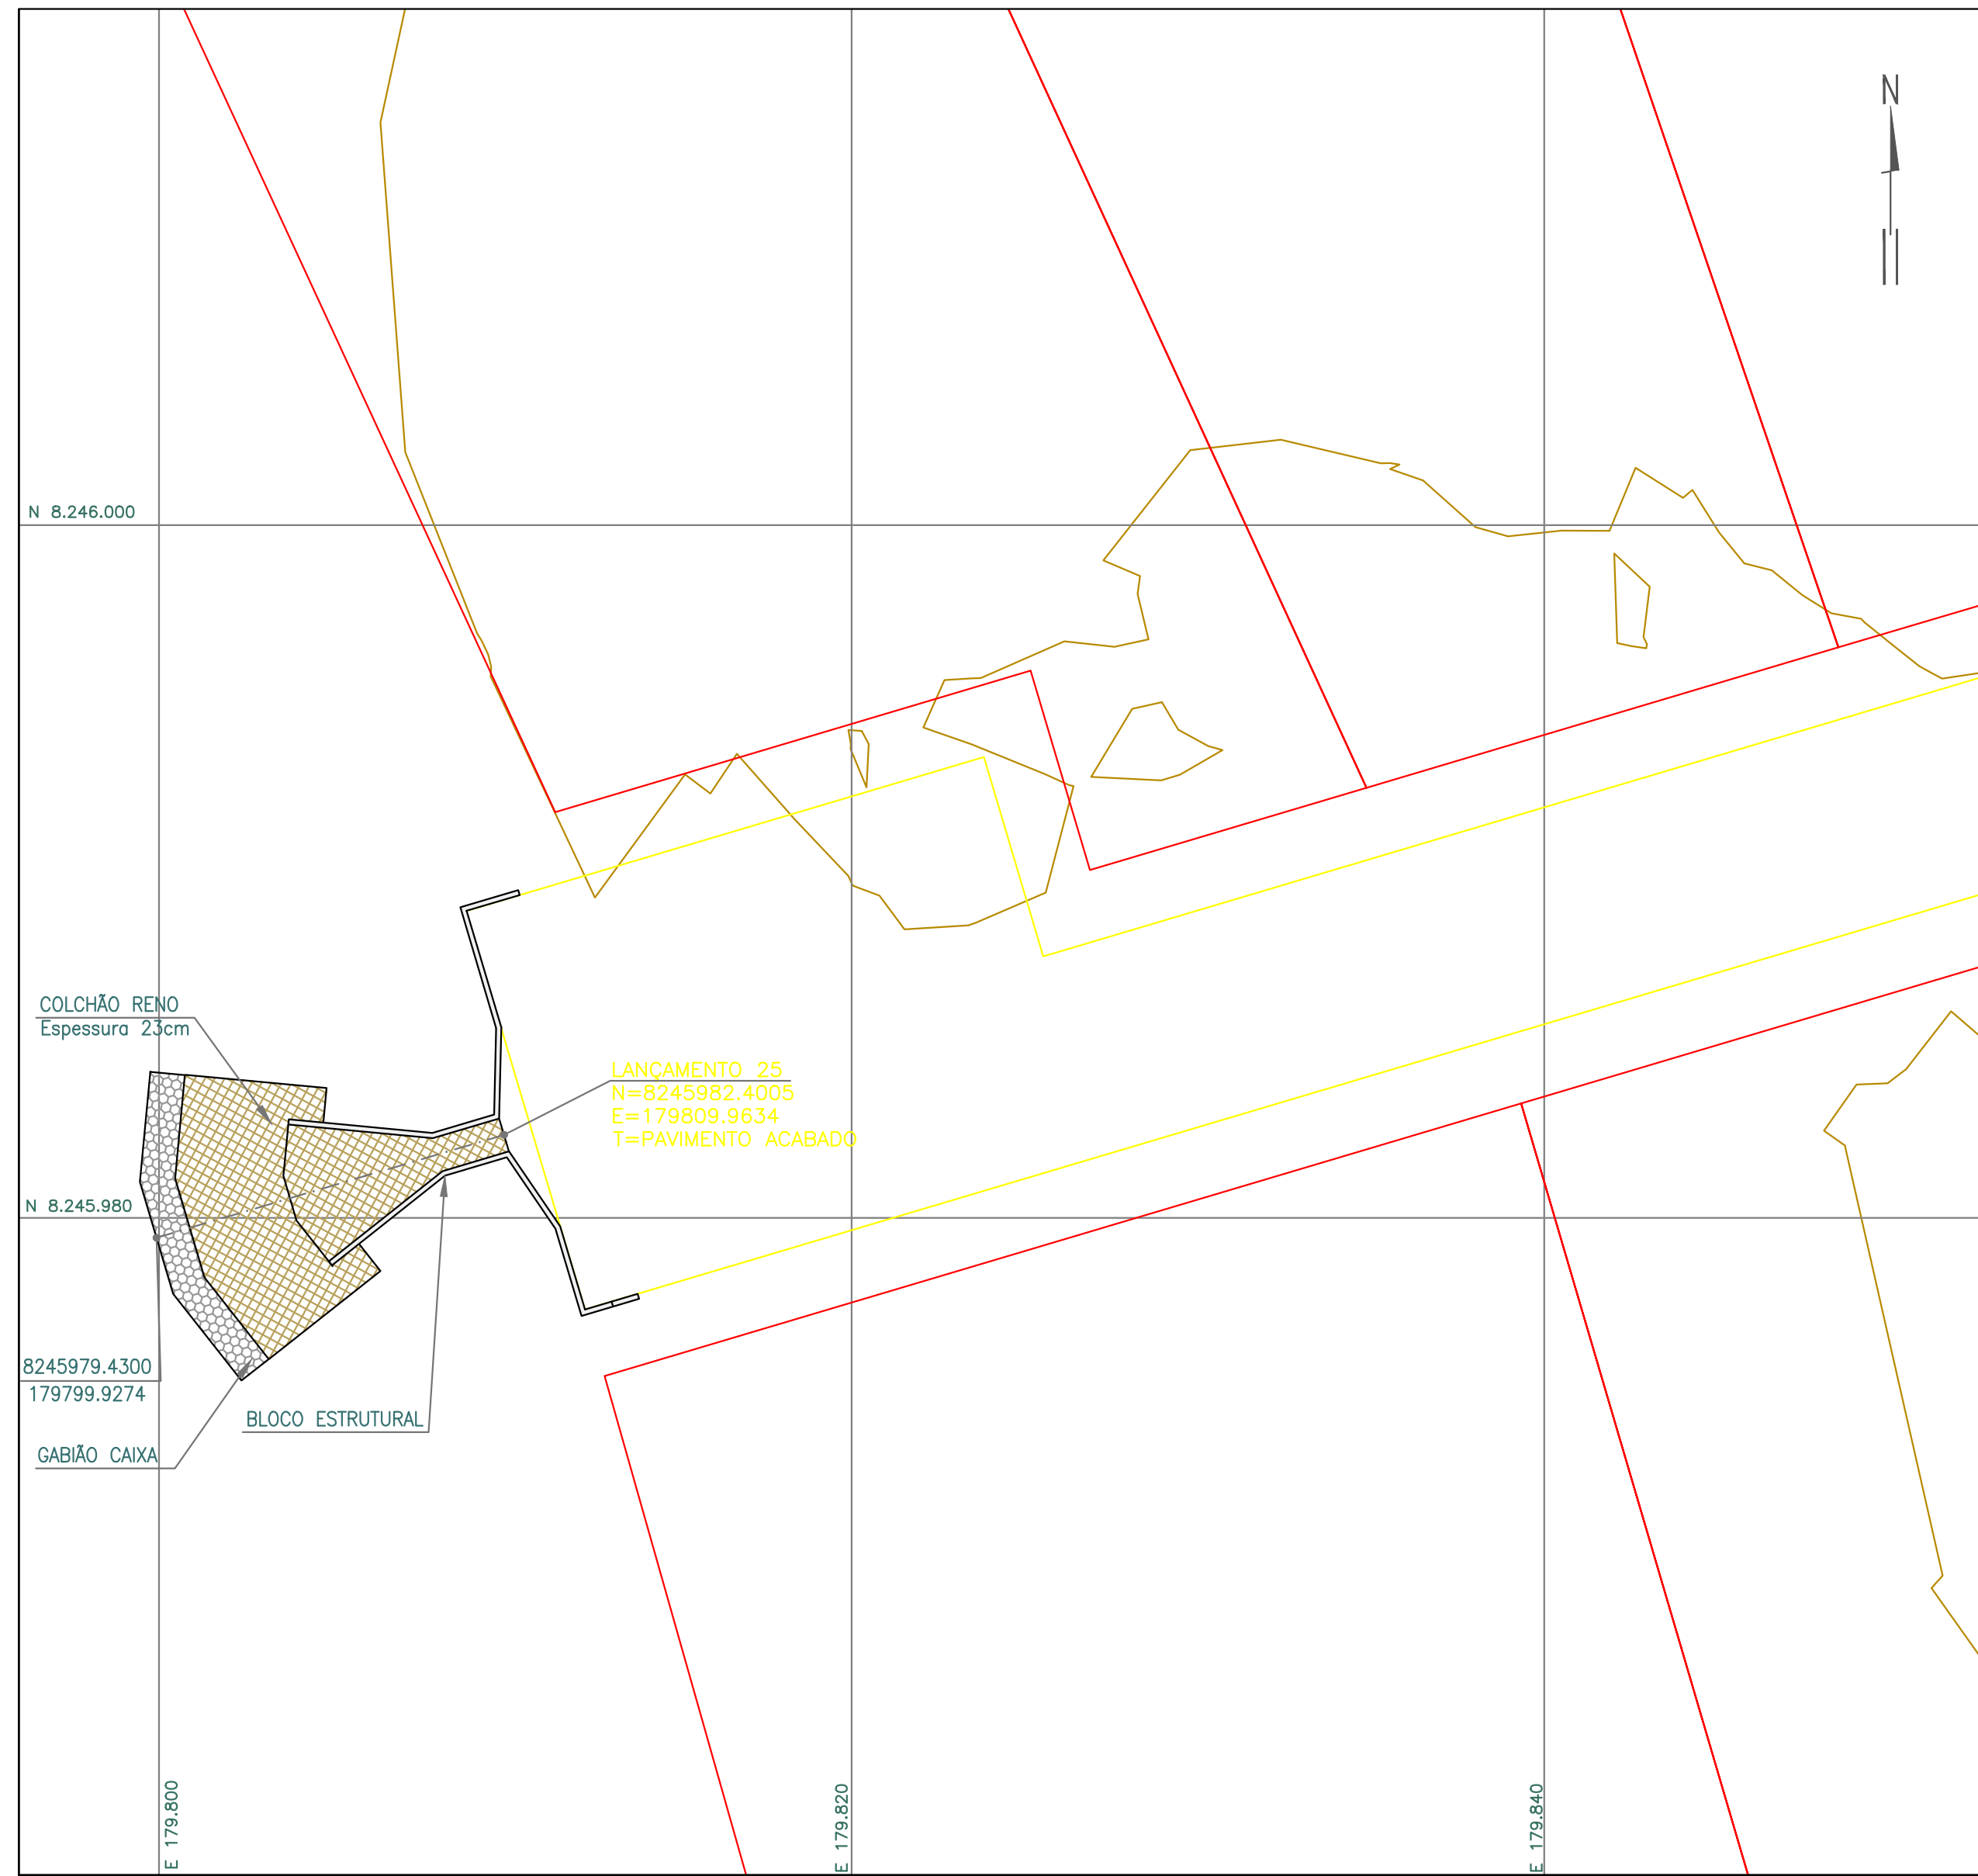 N
N 8.246.000
COLCHÃO RENO
Espessura 23cm
LANÇAMENTO 25
N=8245982.4005
E=179809.9634
T=PAVIMENTO ACABADO
N 8.245.980
8245979.4300
179799.9274
BLOCO ESTRUTURAL
GABIÃO CAIXA
E 179.800
E 179.820
E 179.840